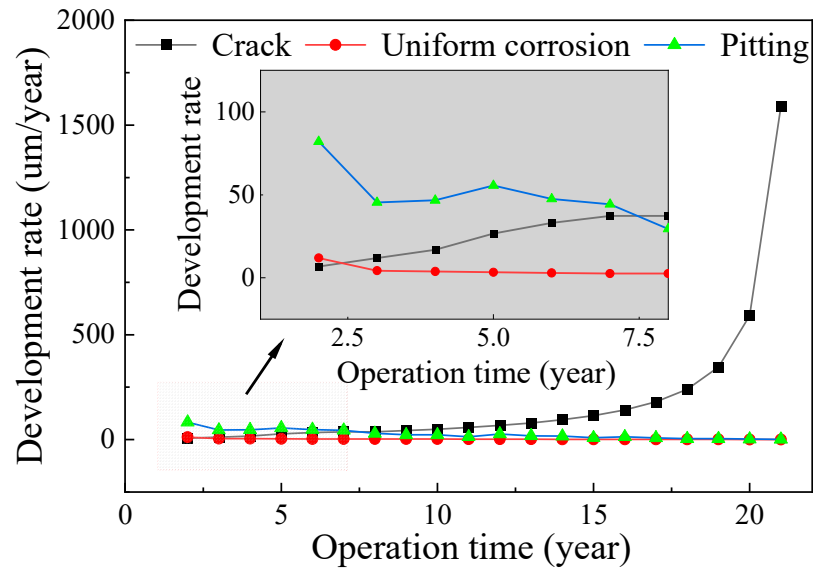 Crack Uniform corrosion Pitting
Development rate (um/year)
2000
1500
1000
500
0
0 5 10 15 20
Operation time (year)
Development rate
100
50
0
2.5 5.0 7.5
Operation time (year)